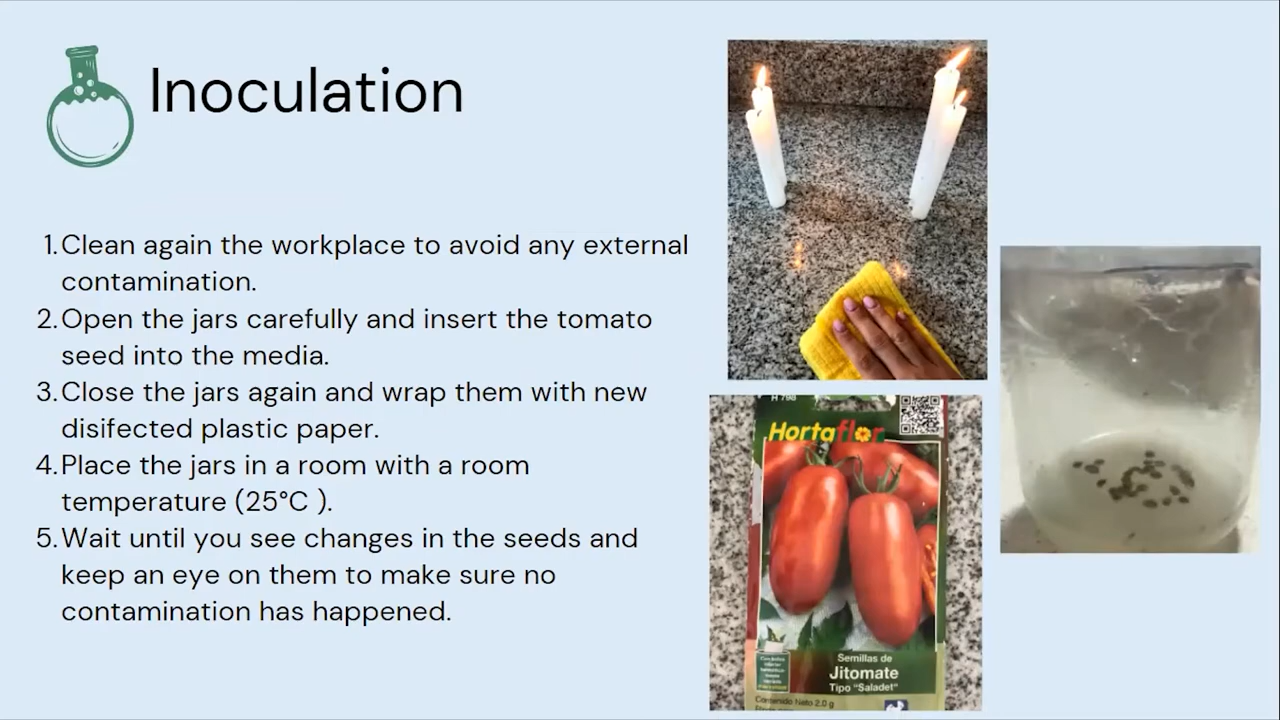 Inoculation
1. Clean again the workplace to avoid any external
contamination.
2. Open the jars carefully and insert the tomato
seed into the media.
3. Close the jars again and wrap them with new
disifected plastic paper.
4. Place the jars in a room with a room
temperature (25°C ).
5. Wait until you see changes in the seeds and
keep an eye on them to make sure no
contamination has happened.
H 798
Hortaflor
Semillas de
Jitomate
Tipo "Saladet"
Contenido Neto 2.0 g